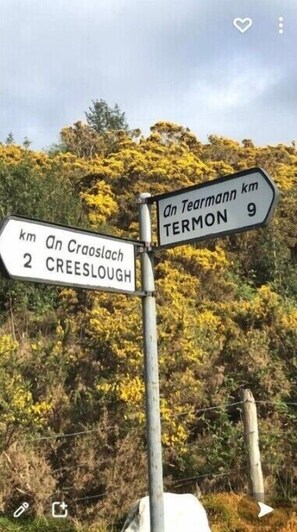 km An Craoslach
2 CREESLOUGH
An Tearmann km
TERMON 9